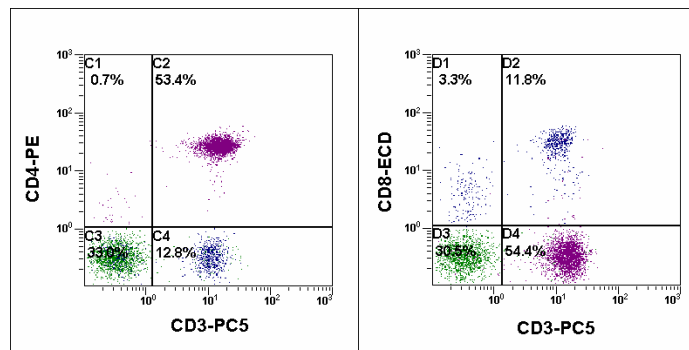 10³
C1
0.7%
C2
53.4%
10²
CD4-PE
10¹
10⁰
C3
33.0%
C4
12.8%
10⁰
10¹
10²
10³
CD3-PC5
10³
D1
3.3%
D2
11.8%
10²
CD8-ECD
10¹
10⁰
D3
30.5%
D4
54.4%
10⁰
10¹
10²
10³
CD3-PC5